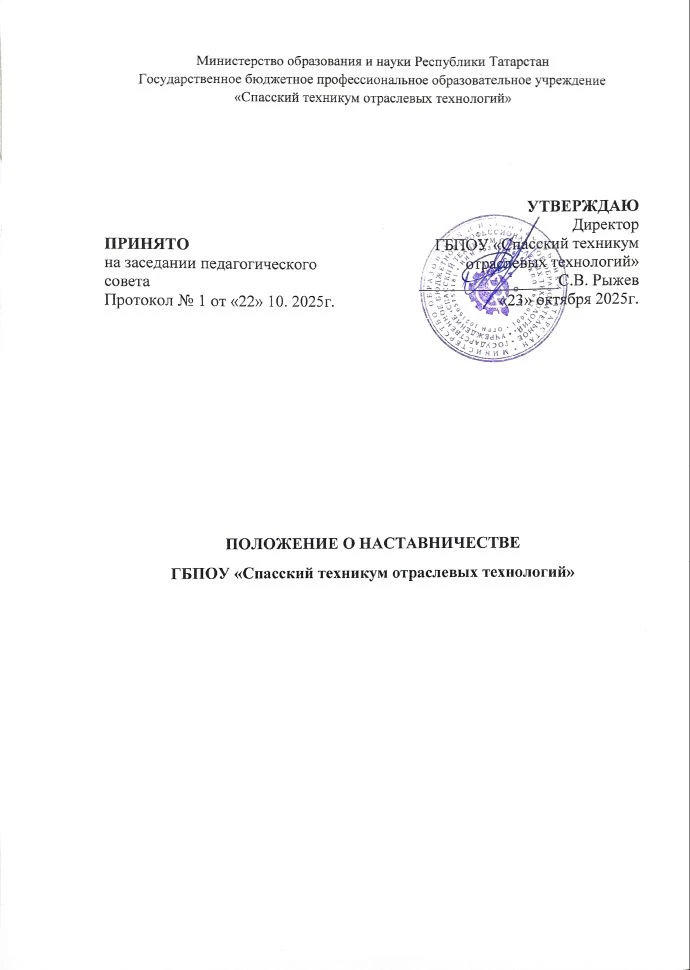 Министерство образования и науки Республики Татарстан
Государственное бюджетное профессиональное образовательное учреждение
«Спасский техникум отраслевых технологий»
УТВЕРЖДАЮ
Директор
ГБПОУ «Спасский техникум
отраслевых технологий»
С.В. Рыжев
«23» октября 2025г.
ПРИНЯТО
на заседании педагогического
совета
Протокол № 1 от «22» 10. 2025г.
ПОЛОЖЕНИЕ О НАСТАВНИЧЕСТВЕ
ГБПОУ «Спасский техникум отраслевых технологий»